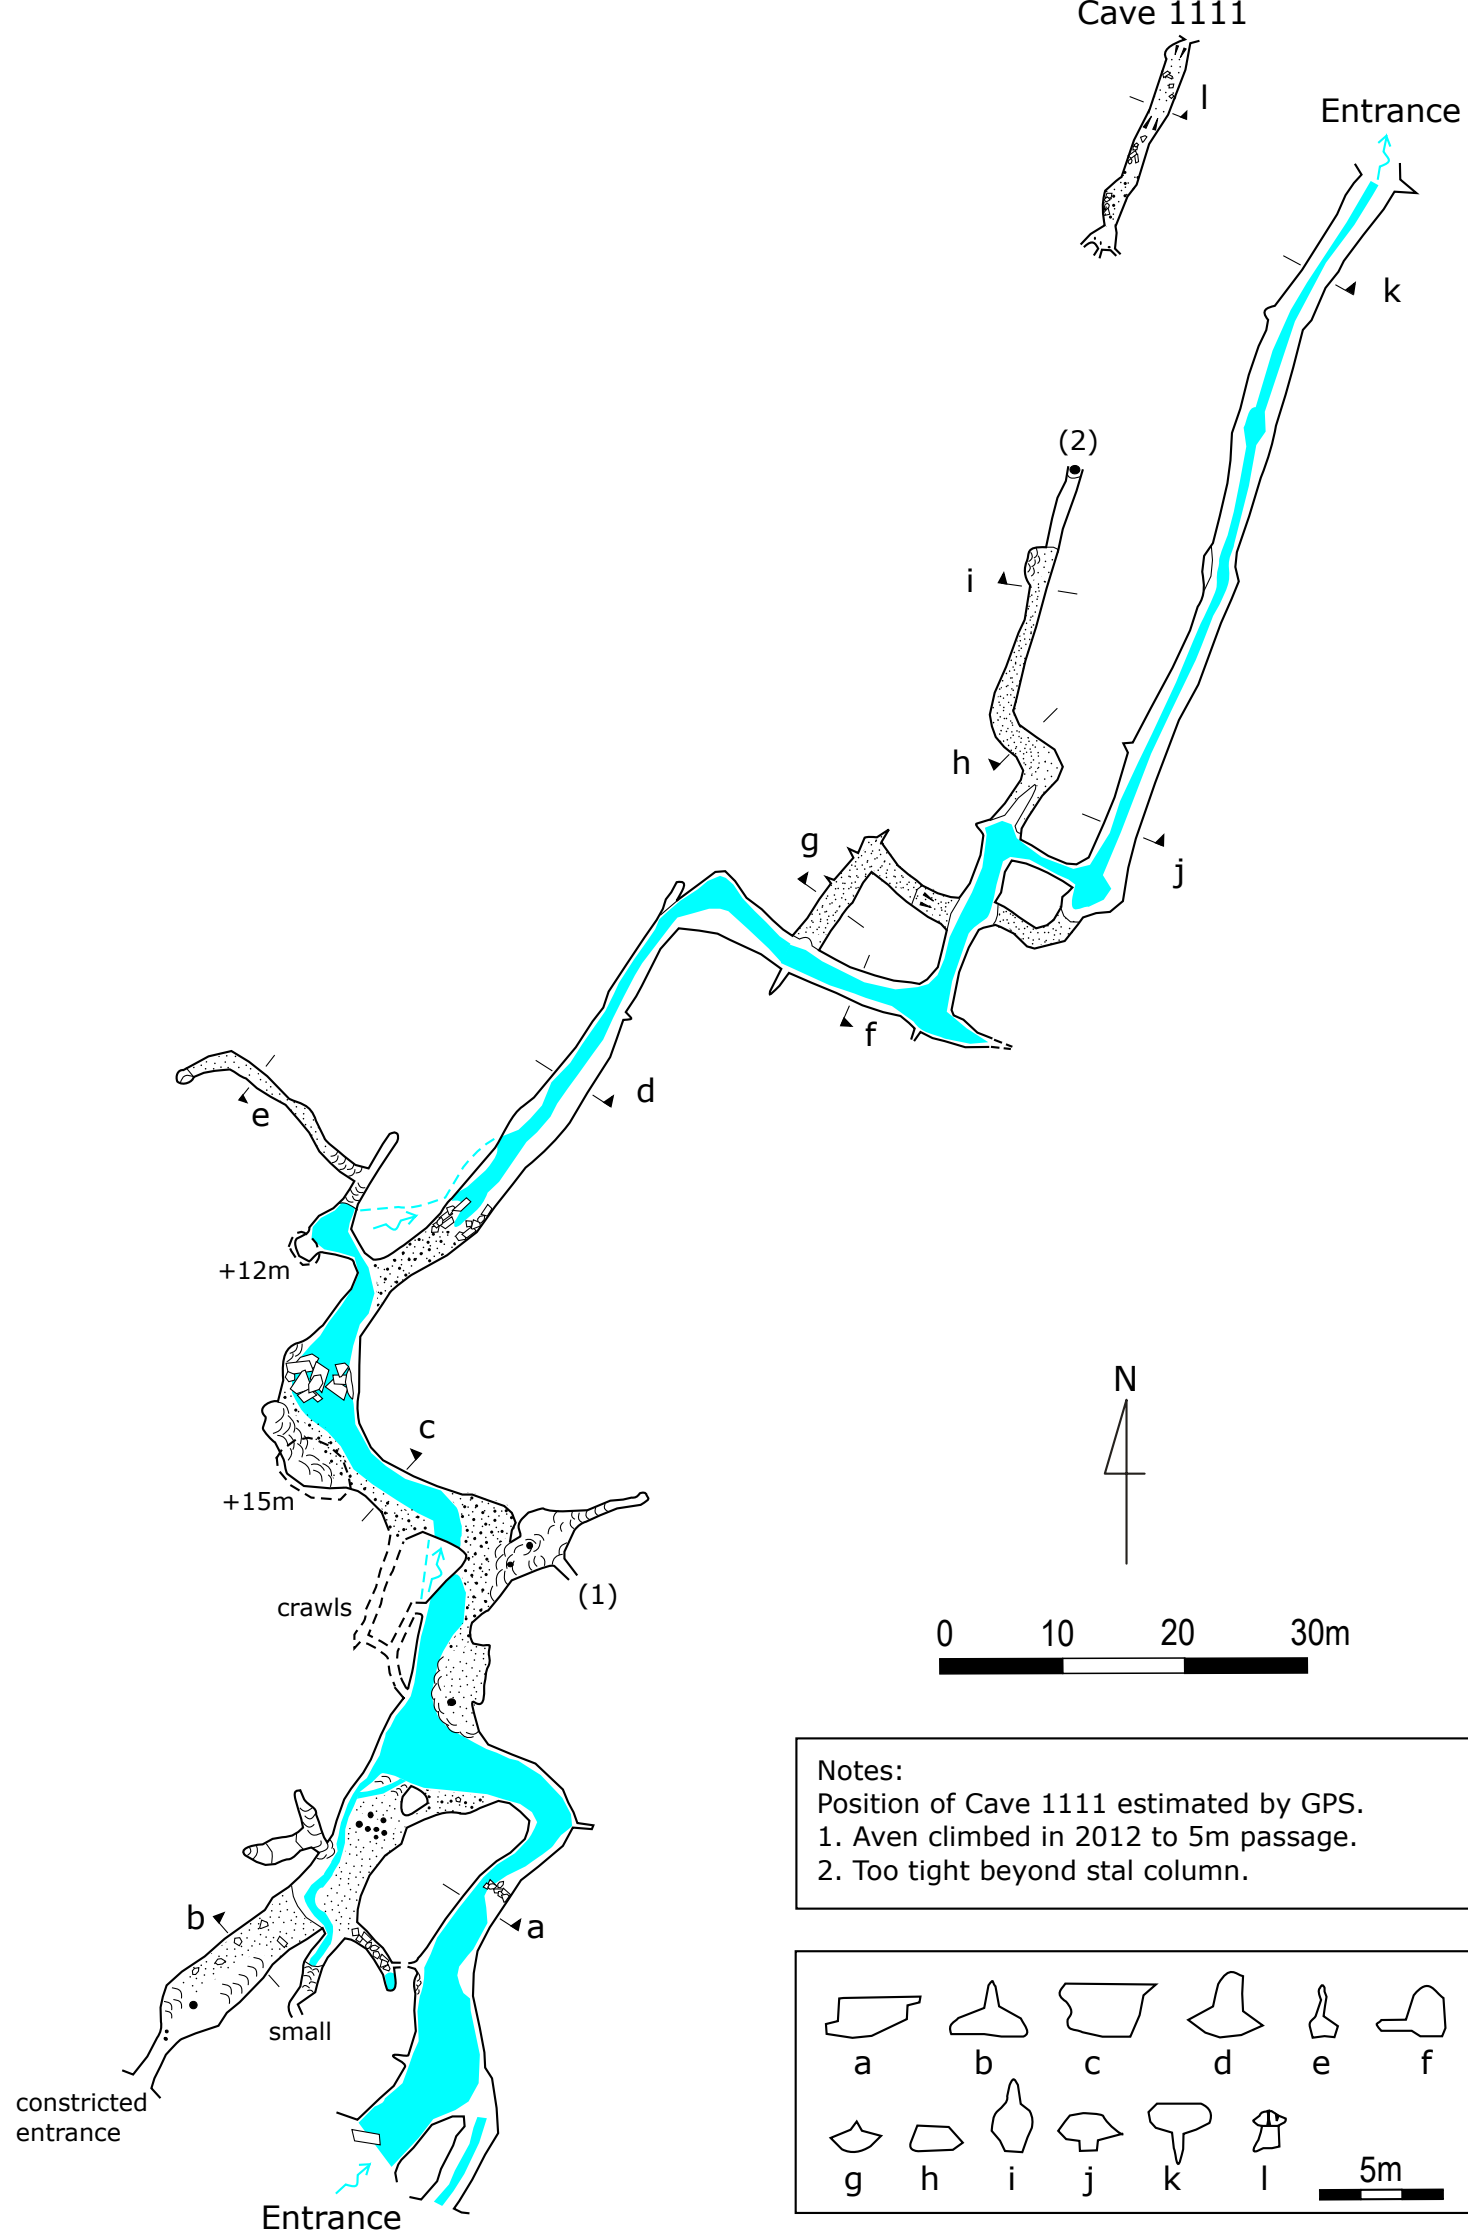 Cave 1111
l
Entrance
k
(2)
i
h
g
j
f
d
e
+12m
c
+15m
N
crawls
(1)
0 10 20 30m
b
a
small
constricted
entrance
Entrance
Notes:
Position of Cave 1111 estimated by GPS.
1. Aven climbed in 2012 to 5m passage.
2. Too tight beyond stal column.
a b c d e f
g h i j k l
5m